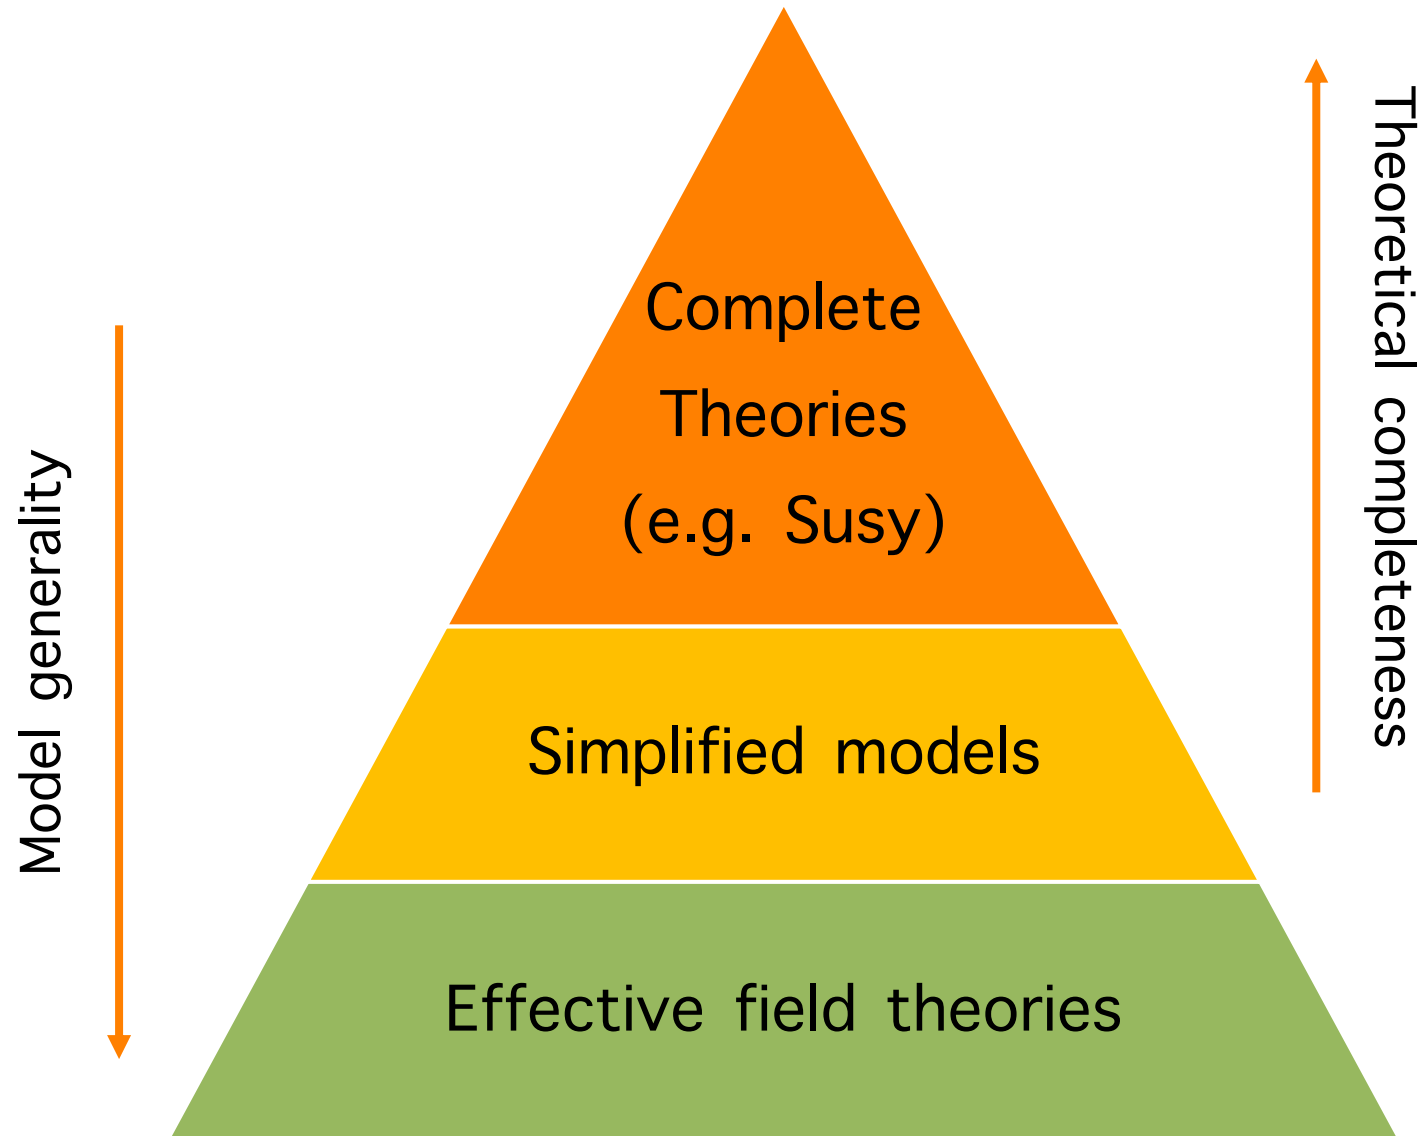 Complete
Theories
(e.g. Susy)
Simplified models
Effective field theories
Model generality
Theoretical completeness